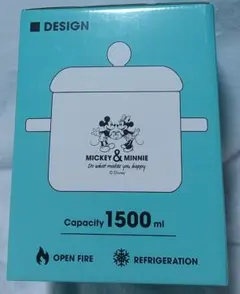 DESIGN
MICKEY & MINNIE
Do what makes you happy
© Disney
Capacity 1500 ml
OPEN FIRE
REFRIGERATION